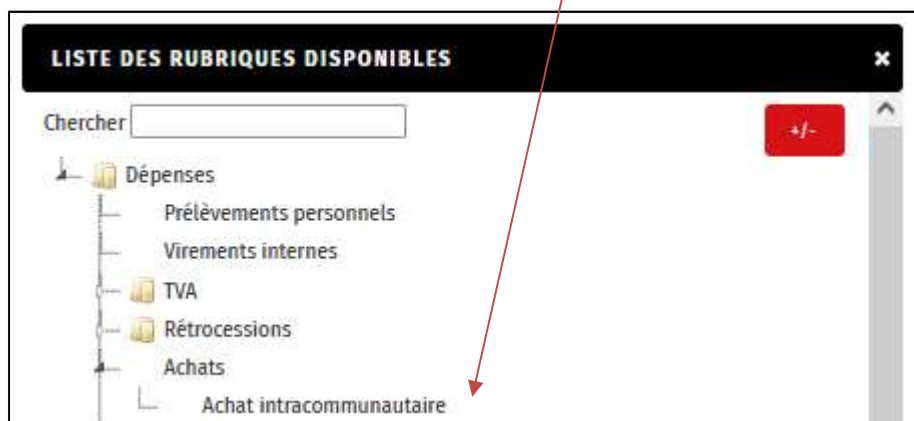 LISTE DES RUBRIQUES DISPONIBLES ×
Chercher +/-
Dépenses
Prélèvements personnels
Virements internes
TVA
Rétrocessions
Achats
Achat intracommunautaire